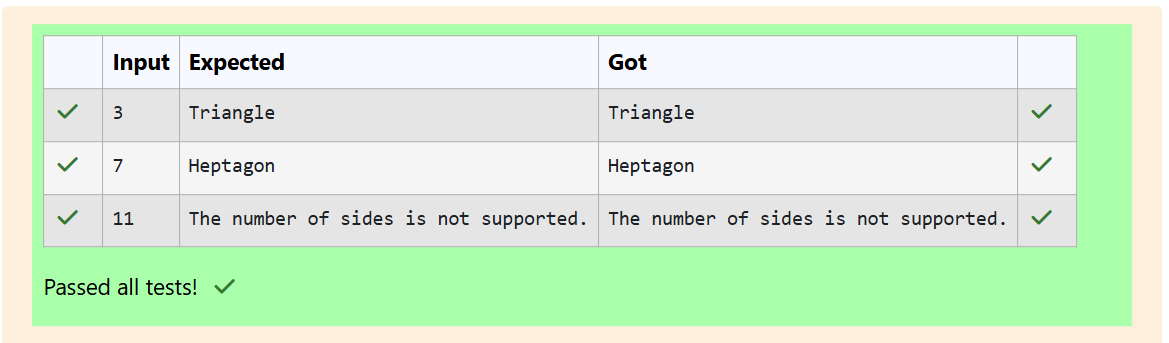 Input Expected Got
3 Triangle Triangle
7 Heptagon Heptagon
11 The number of sides is not supported. The number of sides is not supported.
Passed all tests!